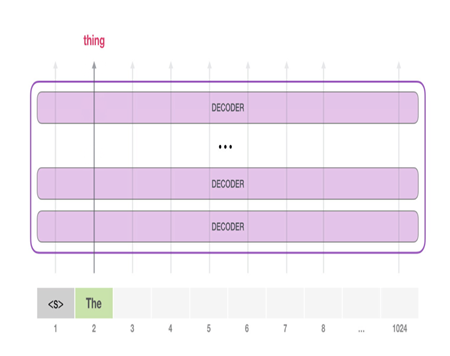 thing
DECODER
...
DECODER
DECODER
<s> The
1 2 3 4 5 6 7 8 ... 1024